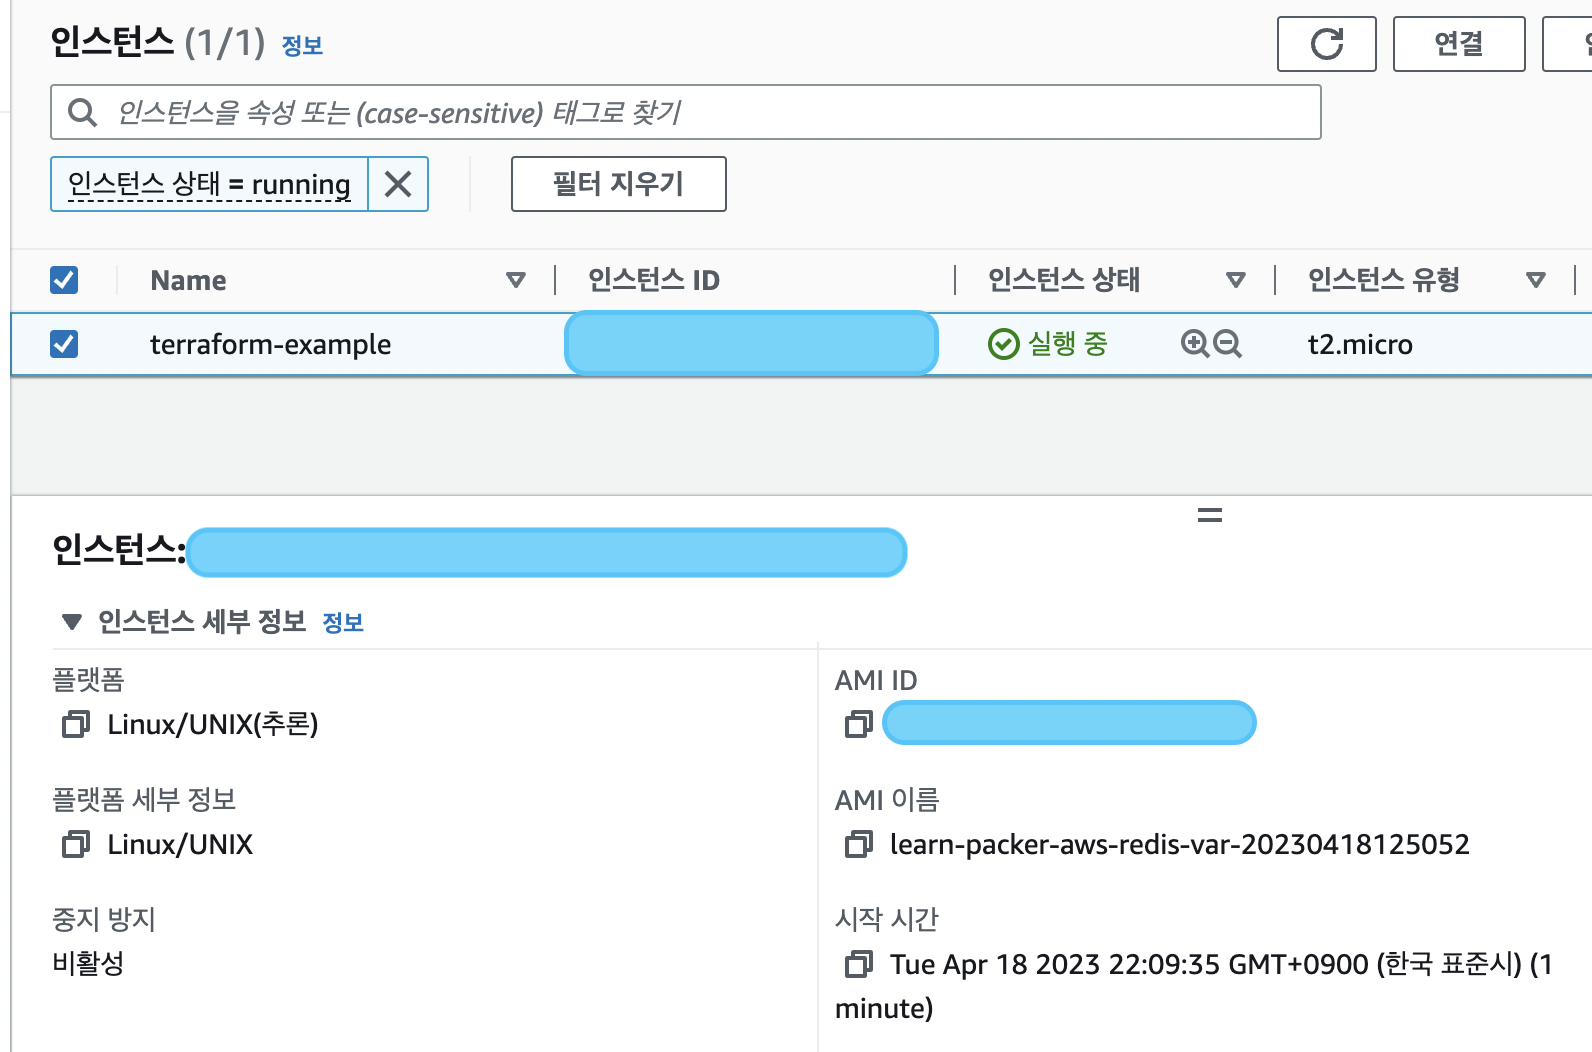 인스턴스 (1/1) 정보
연결
인스턴스을 속성 또는 (case-sensitive) 태그로 찾기
인스턴스 상태 = running
필터 지우기
Name 인스턴스 ID 인스턴스 상태 인스턴스 유형
terraform-example 실행 중 t2.micro
인스턴스:
인스턴스 세부 정보 정보
플랫폼
Linux/UNIX(추론)
AMI ID
플랫폼 세부 정보
Linux/UNIX
AMI 이름
learn-packer-aws-redis-var-20230418125052
중지 방지
비활성
시작 시간
Tue Apr 18 2023 22:09:35 GMT+0900 (한국 표준시) (1
minute)